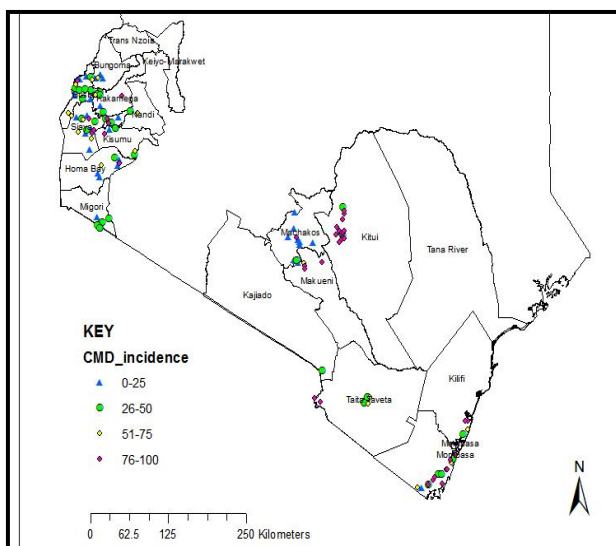 Trans Nzoia
Keiyo-Marakwet
Bungoma
Kakamega
Nandi
Siaya
Kisumu
Homa Bay
Migori
Machakos
Kitui
Tana River
Makueni
Kajiado
Kilifi
Taita Taveta
Mombasa
KEY
CMD_incidence
0-25
26-50
51-75
76-100
N
0 62.5 125 250 Kilometers